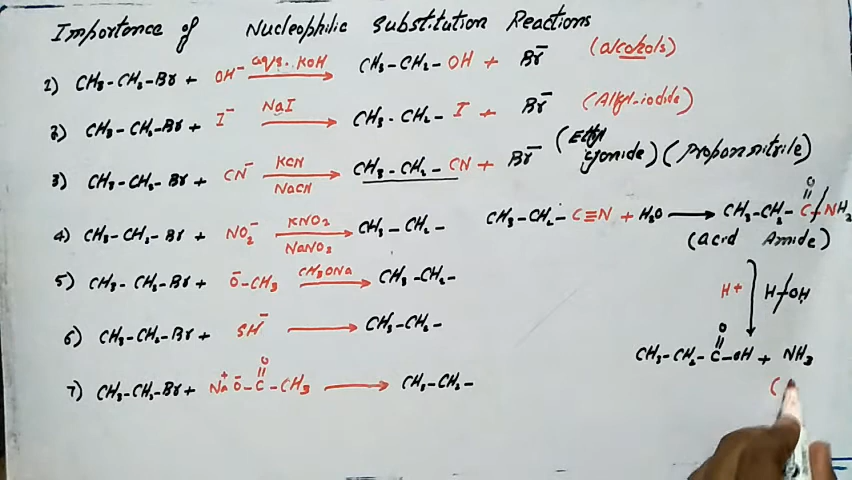 Importance of Nucleophilic Substitution Reactions
1) CH3-CH2-Br + OH⁻ aqs. KOH → CH3-CH2-OH + Br⁻ (alcohols)
2) CH3-CH2-Br + I⁻ NaI → CH3-CH2-I + Br⁻ (Alkyl-iodide)
3) CH3-CH2-Br + CN⁻ KCN NaCN → CH3-CH2-CN + Br⁻ (Ethyl cyanide) (Propanenitrile)
CH3-CH2-C≡N + H2O → CH3-CH2-C(=O)-NH2
(acid Amide)
4) CH3-CH2-Br + NO2⁻ KNO2 NaNO2 → CH3-CH2-
5) CH3-CH2-Br + ⁻O-CH3 CH3ONa → CH3-CH2-
H+ H-OH
6) CH3-CH2-Br + SH⁻ → CH3-CH2-
CH3-CH2-C(=O)-OH + NH3
(
7) CH3-CH2-Br + Na⁺ ⁻O-C(=O)-CH3 → CH3-CH2-